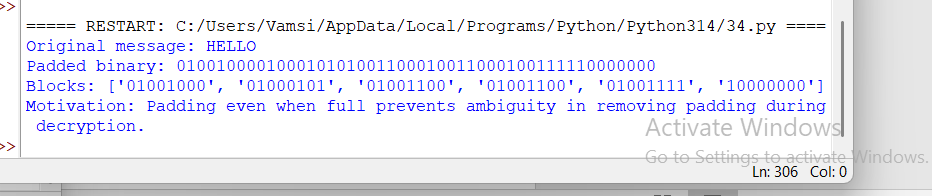 >>
===== RESTART: C:/Users/Vamsi/AppData/Local/Programs/Python/Python314/34.py ====
Original message: HELLO
Padded binary: 010010000100010101001100010011000100111110000000
Blocks: ['01001000', '01000101', '01001100', '01001100', '01001111', '10000000']
Motivation: Padding even when full prevents ambiguity in removing padding during
decryption.
>>
Activate Windows
Go to Settings to activate Windows.
Ln: 306 Col: 0